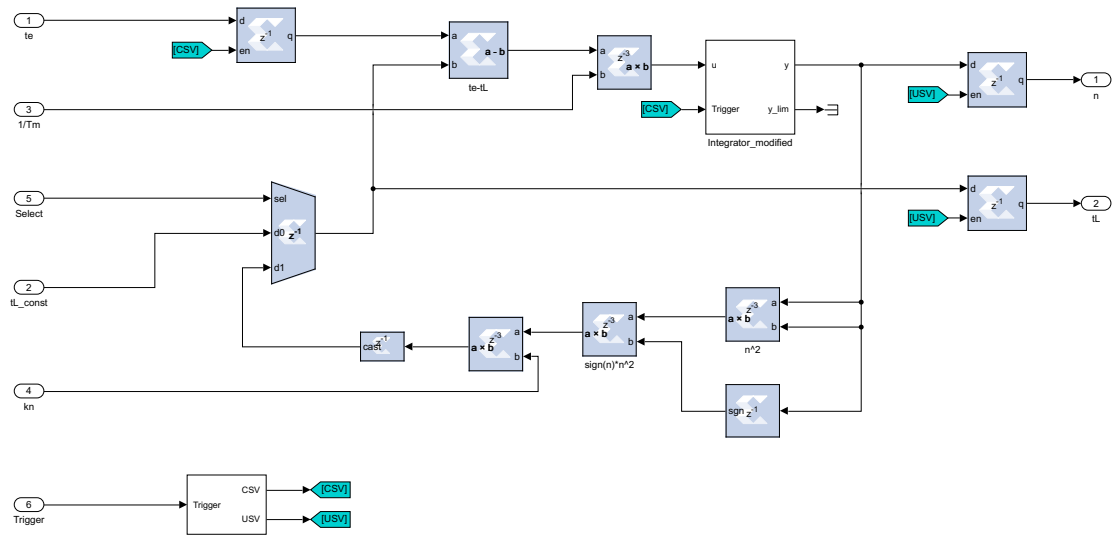 1
te
[CSV]
d
en
z-1
q
a
b
a - b
te-tL
a
b
z-3
a × b
u
Trigger
y
y_lim
Integrator_modified
[CSV]
d
en
z-1
q
[USV]
1
n
3
1/Tm
5
Select
sel
d0
d1
z-1
2
tL_const
d
en
z-1
q
[USV]
2
tL
cast
z-1
a × b
z-3
a
b
a × b
z-3
a
b
sign(n)*n^2
a × b
z-3
a
b
n^2
sgn
z-1
4
kn
6
Trigger
Trigger
CSV
USV
[CSV]
[USV]